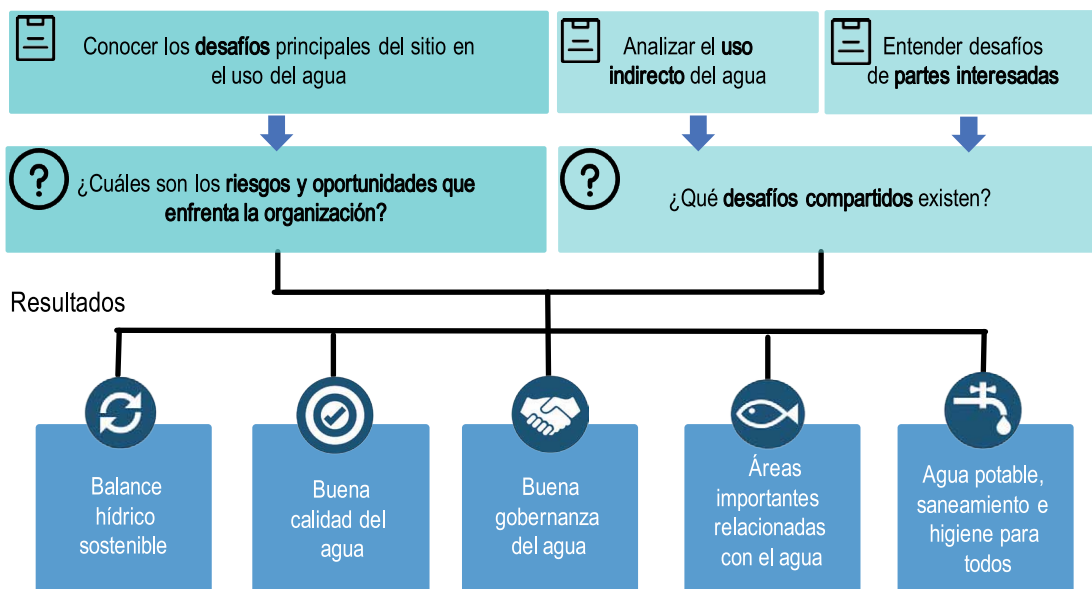 Conocer los desafíos principales del sitio en
el uso del agua
Analizar el uso
indirecto del agua
Entender desafíos
de partes interesadas
¿Cuáles son los riesgos y oportunidades que
enfrenta la organización?
¿Qué desafíos compartidos existen?
Resultados
Balance
hídrico
sostenible
Buena
calidad del
agua
Buena
gobernanza
del agua
Áreas
importantes
relacionadas
con el agua
Agua potable,
saneamiento e
higiene para
todos